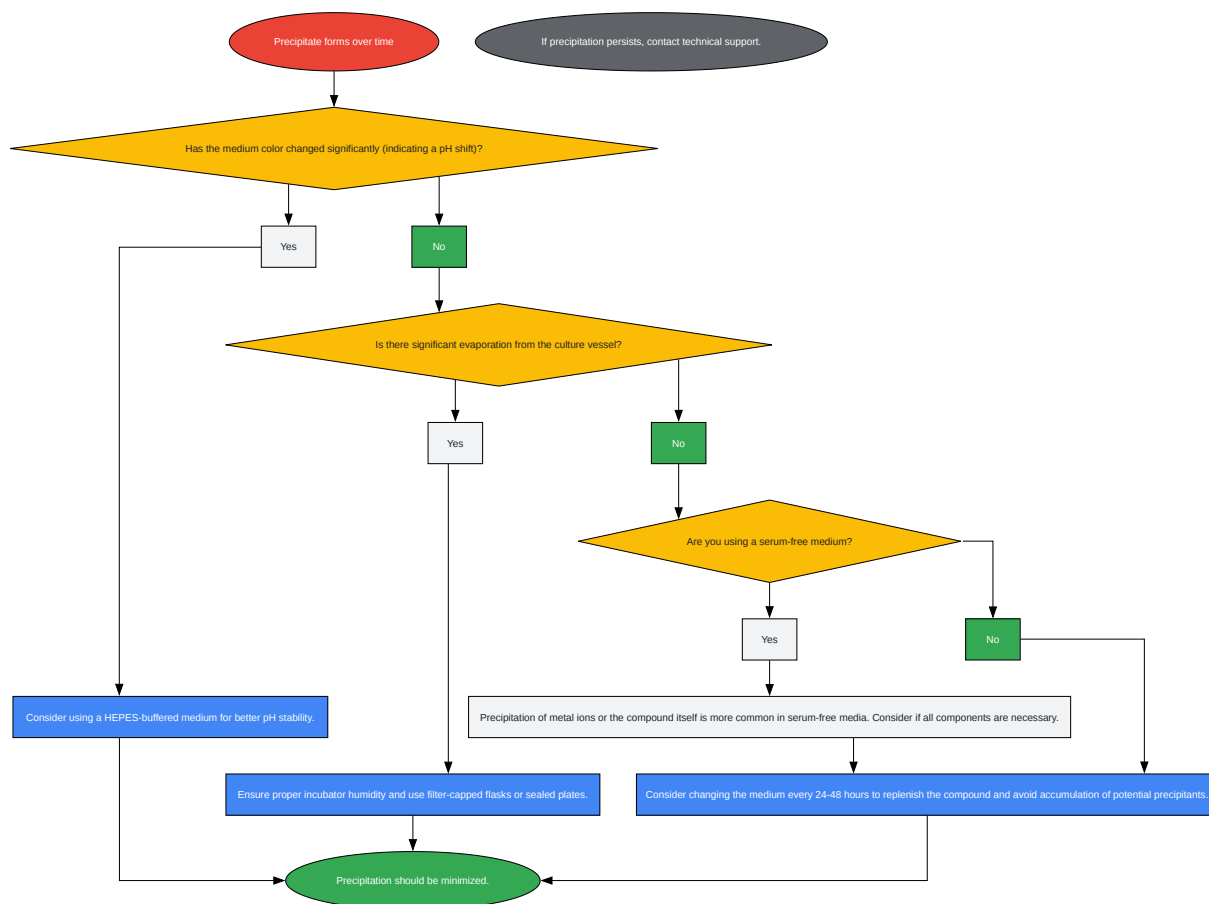 Precipitate forms over time
If precipitation persists, contact technical support.
Has the medium color changed significantly (indicating a pH shift)?
Yes
No
Is there significant evaporation from the culture vessel?
Yes
No
Are you using a serum-free medium?
Yes
No
Consider using a HEPES-buffered medium for better pH stability.
Precipitation of metal ions or the compound itself is more common in serum-free media. Consider if all components are necessary.
Ensure proper incubator humidity and use filter-capped flasks or sealed plates.
Consider changing the medium every 24-48 hours to replenish the compound and avoid accumulation of potential precipitants.
Precipitation should be minimized.